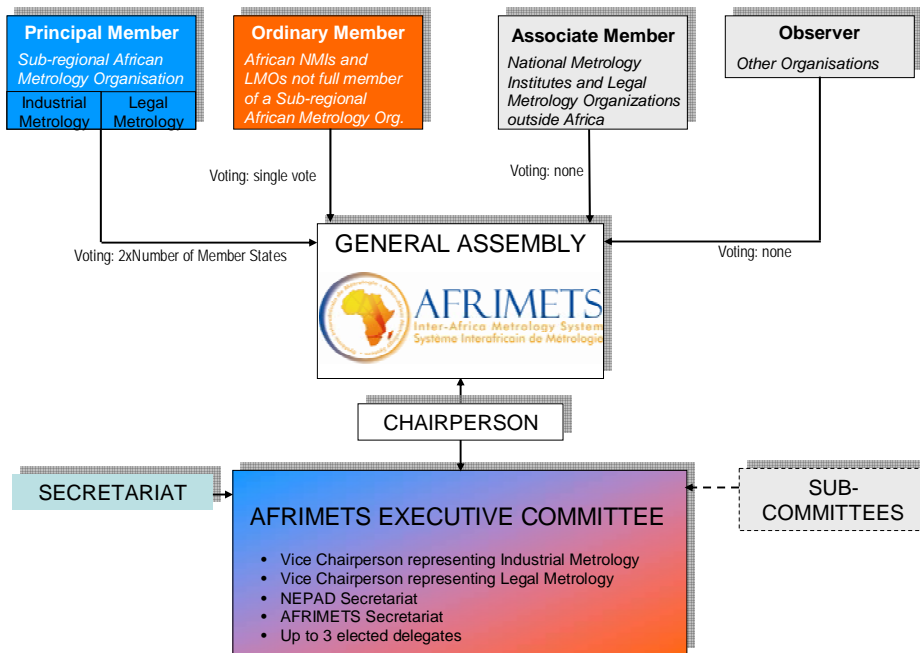 Principal Member
Sub-regional African
Metrology Organisation
Industrial
Metrology
Legal
Metrology
Ordinary Member
African NMIs and
LMOs not full member
of a Sub-regional
African Metrology Org.
Associate Member
National Metrology
Institutes and Legal
Metrology Organizations
outside Africa
Observer
Other Organisations
Voting: single vote
Voting: none
Voting: 2xNumber of Member States
Voting: none
GENERAL ASSEMBLY
AFRIMETS
Inter-Africa Metrology System
Système Interafricain de Métrologie
CHAIRPERSON
SECRETARIAT
SUB-
COMMITTEES
AFRIMETS EXECUTIVE COMMITTEE
• Vice Chairperson representing Industrial Metrology
• Vice Chairperson representing Legal Metrology
• NEPAD Secretariat
• AFRIMETS Secretariat
• Up to 3 elected delegates